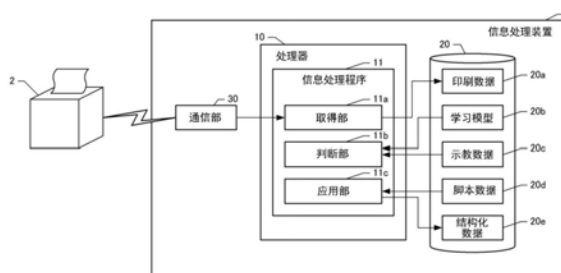 信息处理装置
10
处理器
20
2
11
信息处理程序
30
通信部
11a
取得部
印刷数据
20a
11b
判断部
学习模型
20b
示教数据
20c
11c
应用部
脚本数据
20d
结构化
数据
20e